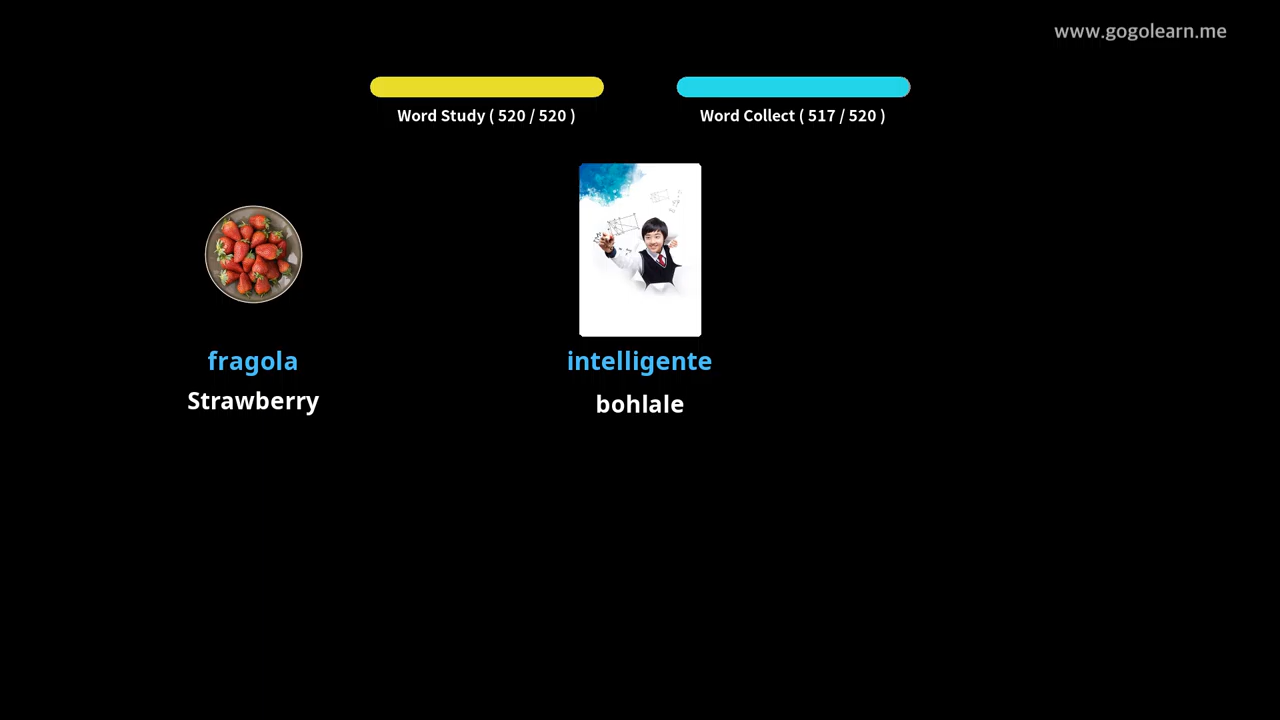 www.gogolearn.me
Word Study ( 520 / 520 )
Word Collect ( 517 / 520 )
fragola
Strawberry
intelligente
bohlale